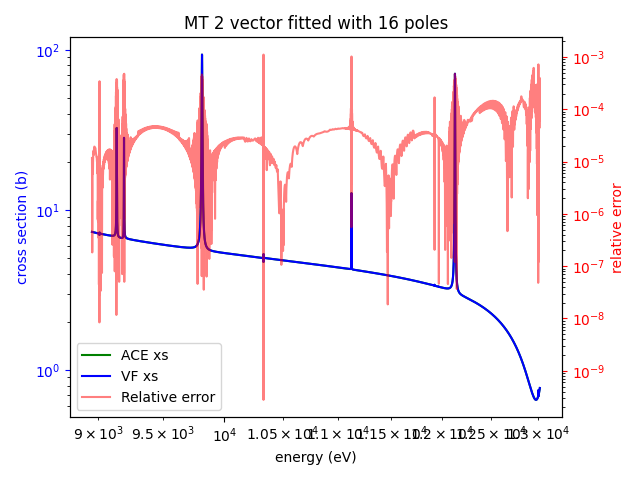 MT 2 vector fitted with 16 poles
10²
10¹
10⁰
cross section (b)
10⁻³
10⁻⁴
10⁻⁵
10⁻⁶
10⁻⁷
10⁻⁸
10⁻⁹
relative error
ACE xs
VF xs
Relative error
9 × 10³ 9.5 × 10³ 10⁴ 1.05 × 10⁴ 1.1 × 10⁴ 1.15 × 10⁴ 1.2 × 10⁴ 1.25 × 10⁴ 1.3 × 10⁴
energy (eV)